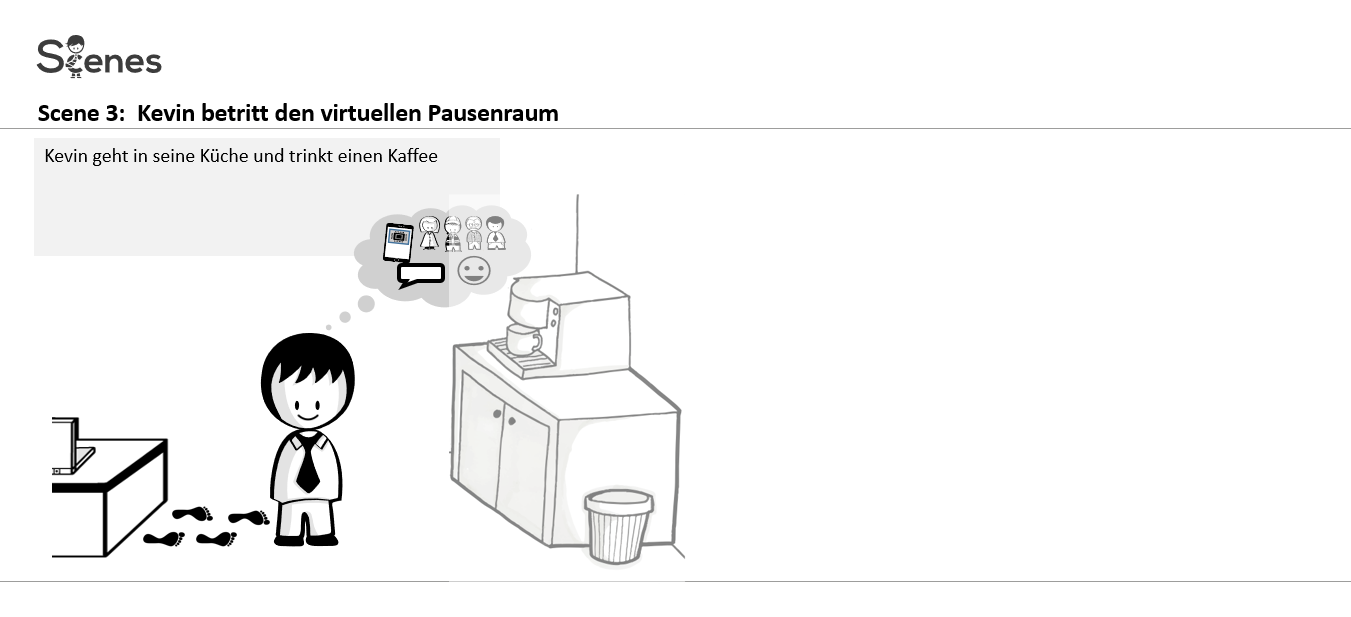 Scenes
Scene 3: Kevin betritt den virtuellen Pausenraum
Kevin geht in seine Küche und trinkt einen Kaffee